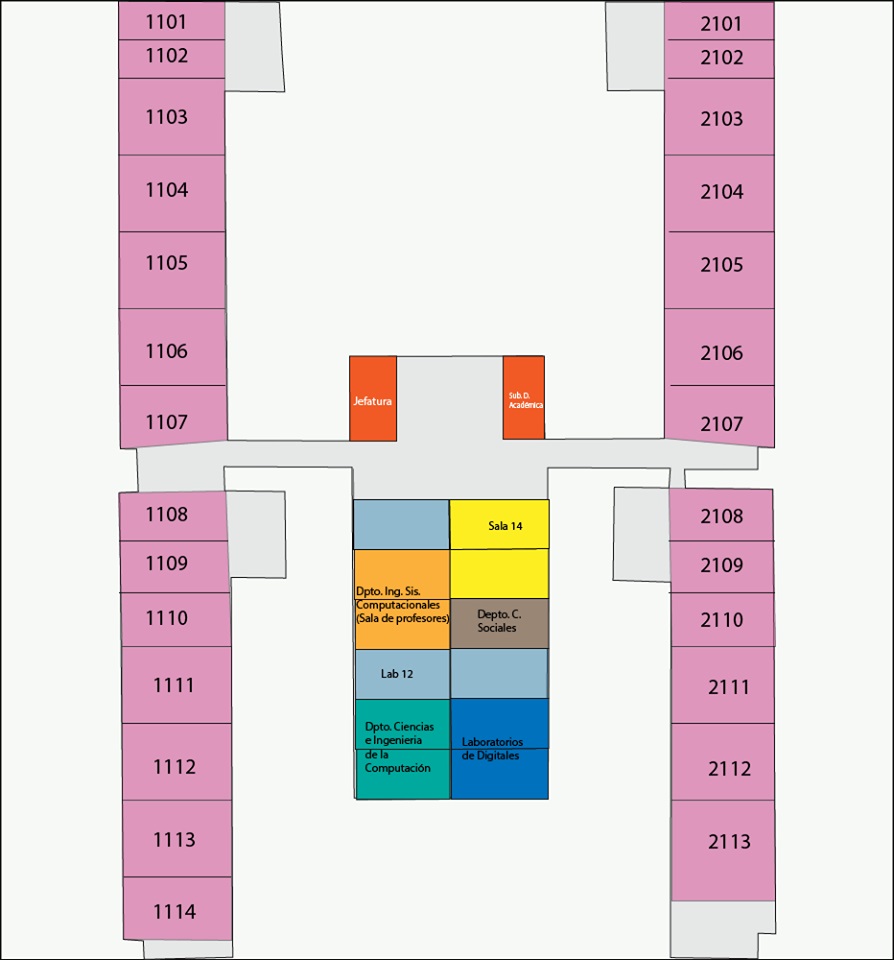 1101
1102
1103
1104
1105
1106
1107
1108
1109
1110
1111
1112
1113
1114
Jefatura
Sub. D.
Académica
Sala 14
Dpto. Ing. Sis.
Computacionales
(Sala de profesores)
Depto. C.
Sociales
Lab 12
Dpto. Ciencias
e Ingenieria
de la
Computación
Laboratorios
de Digitales
2101
2102
2103
2104
2105
2106
2107
2108
2109
2110
2111
2112
2113